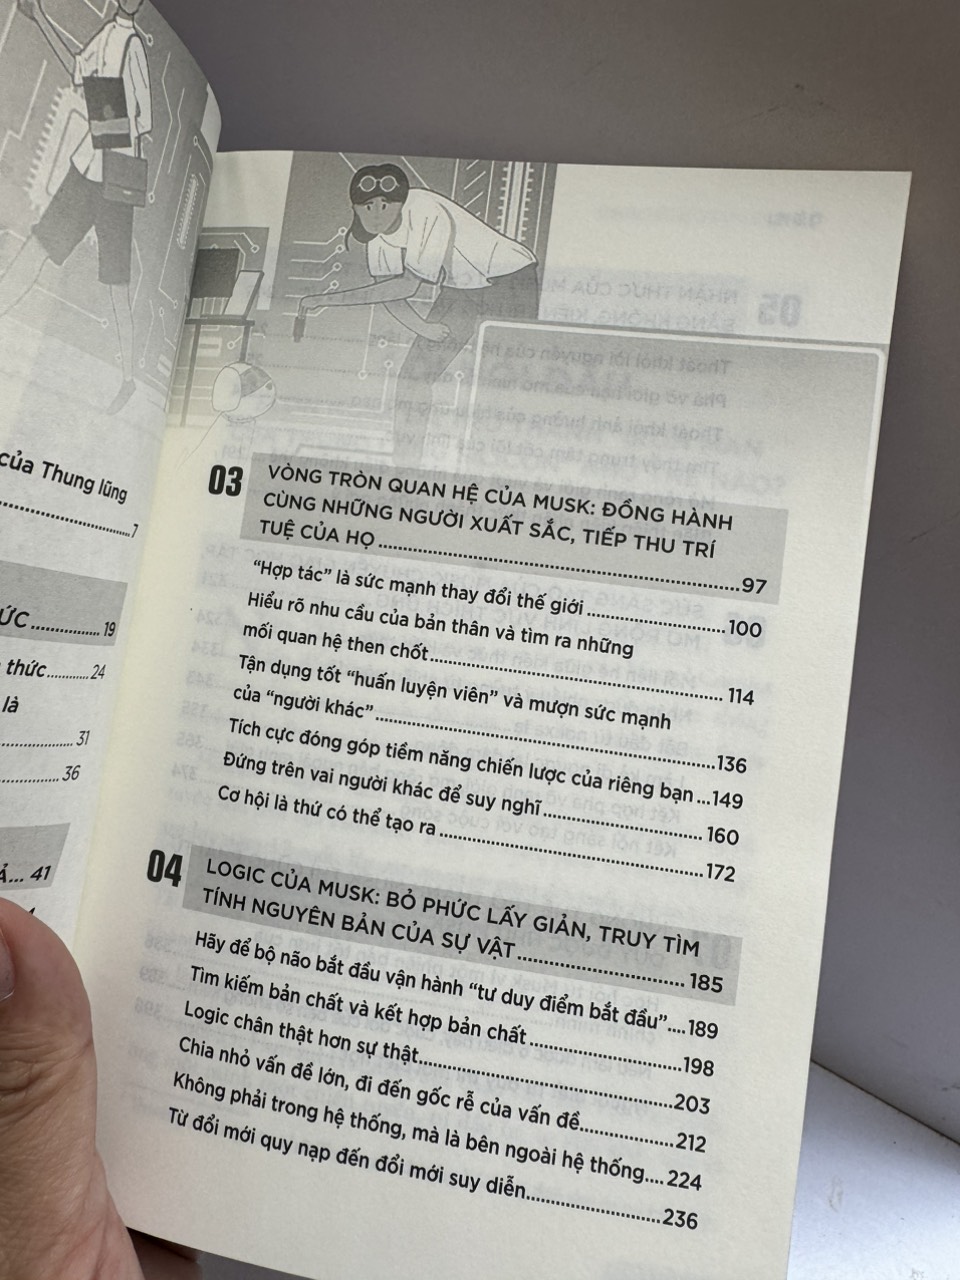 của Thung lũng
7
ỨC 19
thức 24
là
31
36
Ả... 41
03
VÒNG TRÒN QUAN HỆ CỦA MUSK: ĐỒNG HÀNH
CÙNG NHỮNG NGƯỜI XUẤT SẮC, TIẾP THU TRÍ
TUỆ CỦA HỌ 97
“Hợp tác” là sức mạnh thay đổi thế giới 100
Hiểu rõ nhu cầu của bản thân và tìm ra những
mối quan hệ then chốt 114
Tận dụng tốt “huấn luyện viên” và mượn sức mạnh
của “người khác” 136
Tích cực đóng góp tiềm năng chiến lược của riêng bạn ...149
Đứng trên vai người khác để suy nghĩ 160
Cơ hội là thứ có thể tạo ra 172
04
LOGIC CỦA MUSK: BỎ PHỨC LẤY GIẢN, TRUY TÌM
TÍNH NGUYÊN BẢN CỦA SỰ VẬT 185
Hãy để bộ não bắt đầu vận hành “tư duy điểm bắt đầu”....189
Tìm kiếm bản chất và kết hợp bản chất 198
Logic chân thật hơn sự thật 203
Chia nhỏ vấn đề lớn, đi đến gốc rễ của vấn đề 212
Không phải trong hệ thống, mà là bên ngoài hệ thống....224
Từ đổi mới quy nạp đến đổi mới suy diễn 236